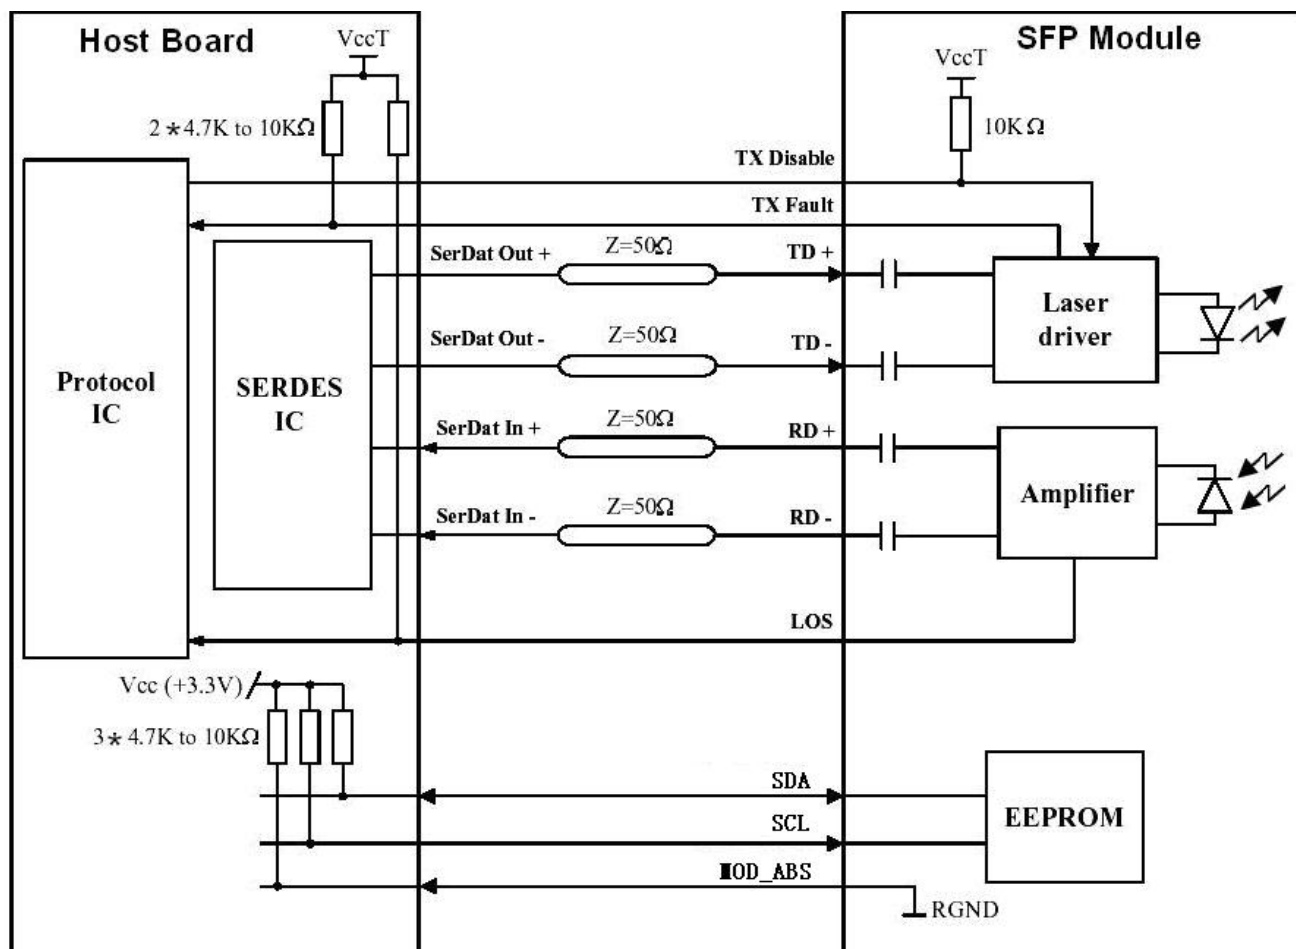 Host Board
SFP Module
VccT
VccT
2*4.7K to 10KΩ
10KΩ
TX Disable
TX Fault
SerDat Out +
Z=50Ω
TD +
Laser
driver
SerDat Out -
Z=50Ω
TD -
Protocol
IC
SERDES
IC
SerDat In +
Z=50Ω
RD +
Amplifier
SerDat In -
Z=50Ω
RD -
LOS
Vcc (+3.3V)
3* 4.7K to 10KΩ
SDA
SCL
EEPROM
MOD_ABS
RGND